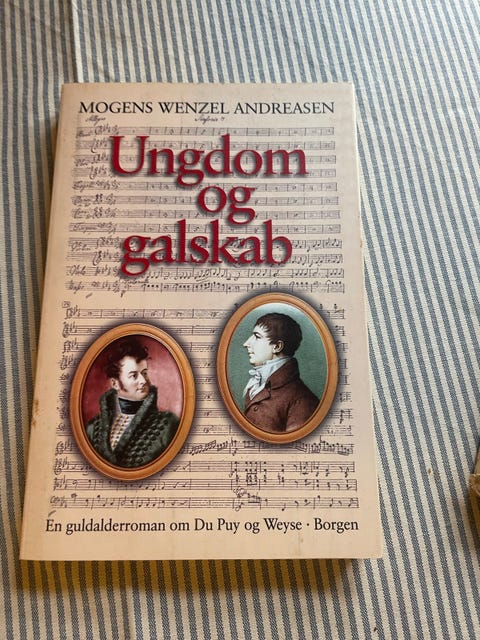 MOGENS WENZEL ANDREASEN
Ungdom
og
galskab
En guldalderroman om Du Puy og Weyse · Borgen